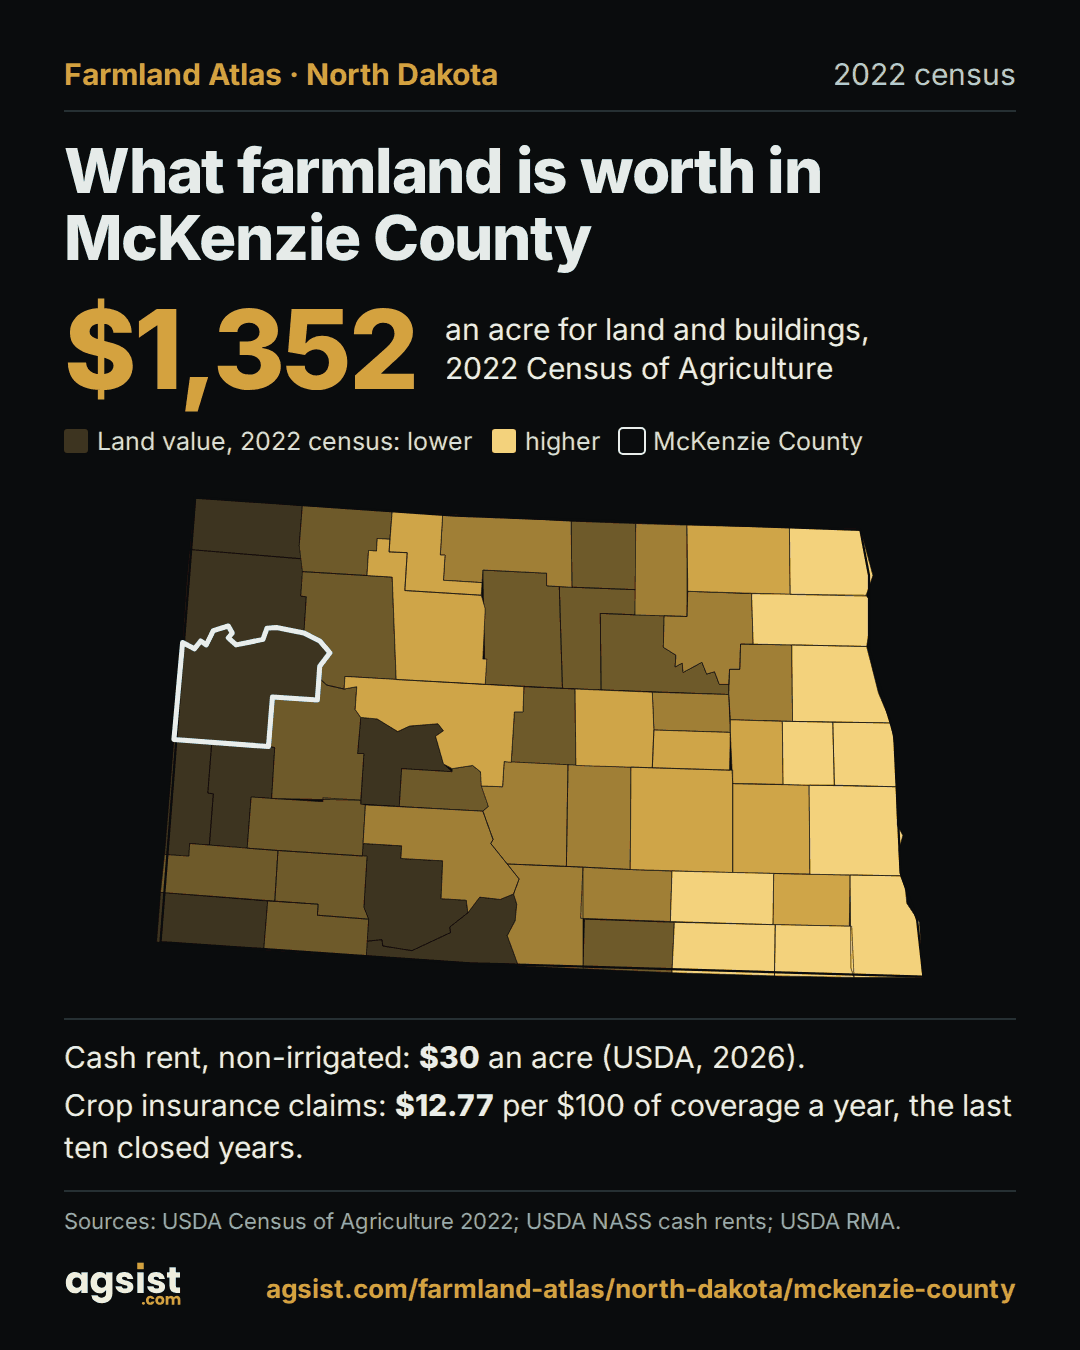 Farmland Atlas · North Dakota
2022 census
What farmland is worth in
McKenzie County
$1,352
an acre for land and buildings,
2022 Census of Agriculture
Land value, 2022 census: lower
higher
McKenzie County
Cash rent, non-irrigated: $30 an acre (USDA, 2026).
Crop insurance claims: $12.77 per $100 of coverage a year, the last
ten closed years.
Sources: USDA Census of Agriculture 2022; USDA NASS cash rents; USDA RMA.
agsist
.com
agsist.com/farmland-atlas/north-dakota/mckenzie-county